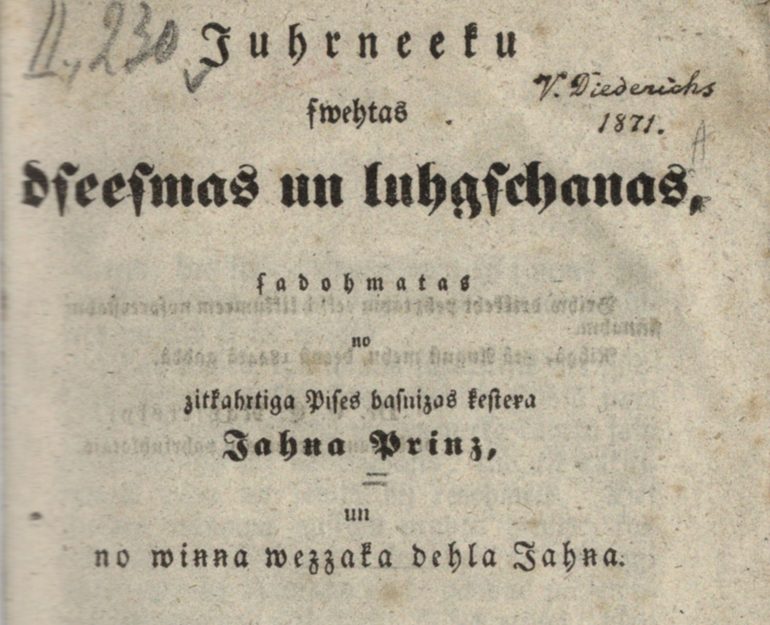 II., 230
Juhrneeku
V. Diederichs
1871.
ſwehtas
dſeeſmas un luhgſchanas,
ſadohmatas
no
zitkahrtiga Piſes baſnizas keſtera
Jahna Prinz,
un
no winna wezzaka dehla Jahna.